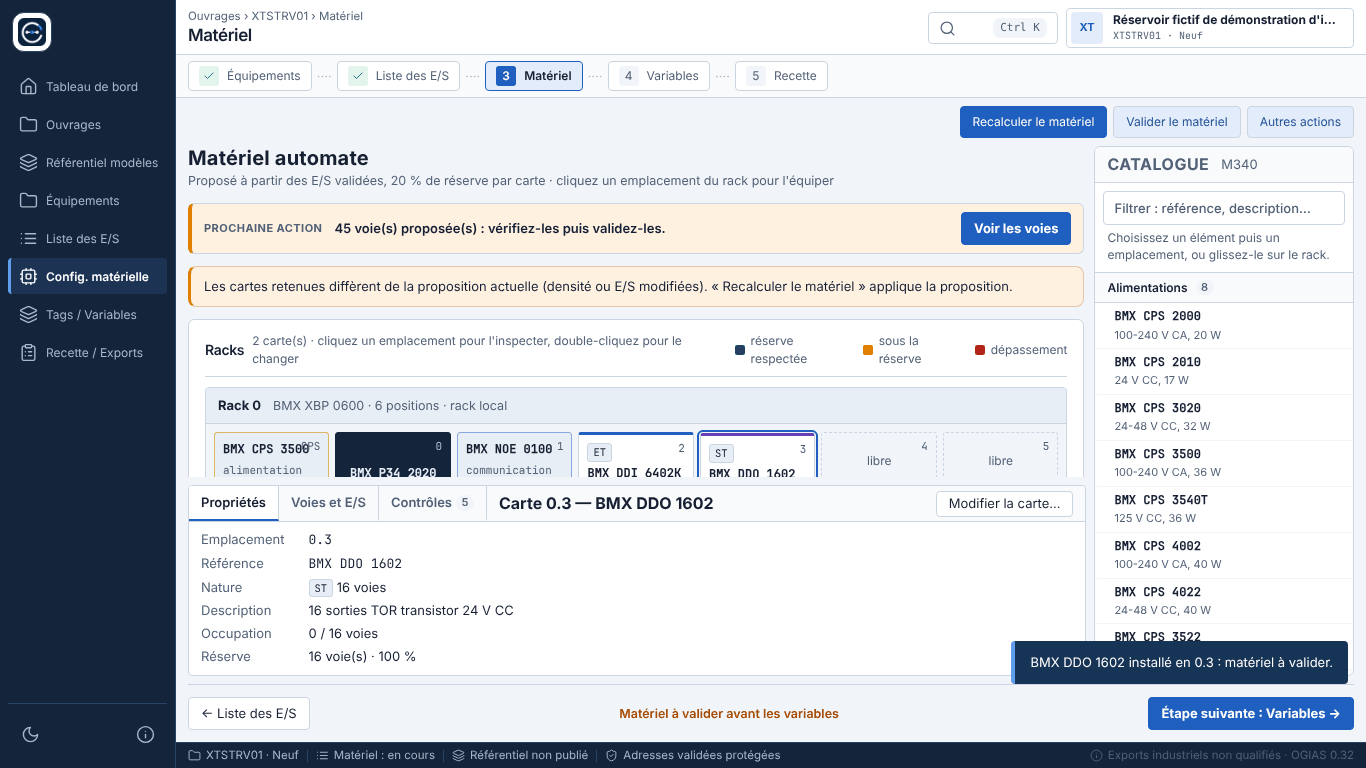 Ouvrages › XTSTRV01 › Matériel
Matériel
Ctrl K
XT
Réservoir fictif de démonstration d'i…
XTSTRV01 · Neuf
Tableau de bord
Ouvrages
Référentiel modèles
Équipements
Liste des E/S
Config. matérielle
Tags / Variables
Recette / Exports
Équipements
Liste des E/S
3 Matériel
4 Variables
5 Recette
Recalculer le matériel
Valider le matériel
Autres actions
Matériel automate
Proposé à partir des E/S validées, 20 % de réserve par carte · cliquez un emplacement du rack pour l'équiper
PROCHAINE ACTION 45 voie(s) proposée(s) : vérifiez-les puis validez-les.
Voir les voies
Les cartes retenues diffèrent de la proposition actuelle (densité ou E/S modifiées). « Recalculer le matériel » applique la proposition.
Racks
2 carte(s) · cliquez un emplacement pour l'inspecter, double-cliquez pour le
changer
réserve
respectée
sous la
réserve
dépassement
Rack 0 BMX XBP 0600 · 6 positions · rack local
BMX CPS 3500
CPS
alimentation
0
BMX P34 2020
BMX NOE 0100 1
communication
ET 2
BMX DDI 6402K
ST 3
BMX DDO 1602
4
libre
5
libre
Propriétés
Voies et E/S
Contrôles 5
Carte 0.3 — BMX DDO 1602
Modifier la carte…
Emplacement 0.3
Référence BMX DDO 1602
Nature ST 16 voies
Description 16 sorties TOR transistor 24 V CC
Occupation 0 / 16 voies
Réserve 16 voie(s) · 100 %
CATALOGUE M340
Filtrer : référence, description…
Choisissez un élément puis un
emplacement, ou glissez-le sur le rack.
Alimentations 8
BMX CPS 2000
100-240 V CA, 20 W
BMX CPS 2010
24 V CC, 17 W
BMX CPS 3020
24-48 V CC, 32 W
BMX CPS 3500
100-240 V CA, 36 W
BMX CPS 3540T
125 V CC, 36 W
BMX CPS 4002
100-240 V CA, 40 W
BMX CPS 4022
24-48 V CC, 40 W
BMX CPS 3522
BMX DDO 1602 installé en 0.3 : matériel à valider.
← Liste des E/S
Matériel à valider avant les variables
Étape suivante : Variables →
XTSTRV01 · Neuf
Matériel : en cours
Référentiel non publié
Adresses validées protégées
Exports industriels non qualifiés · OGIAS 0.32